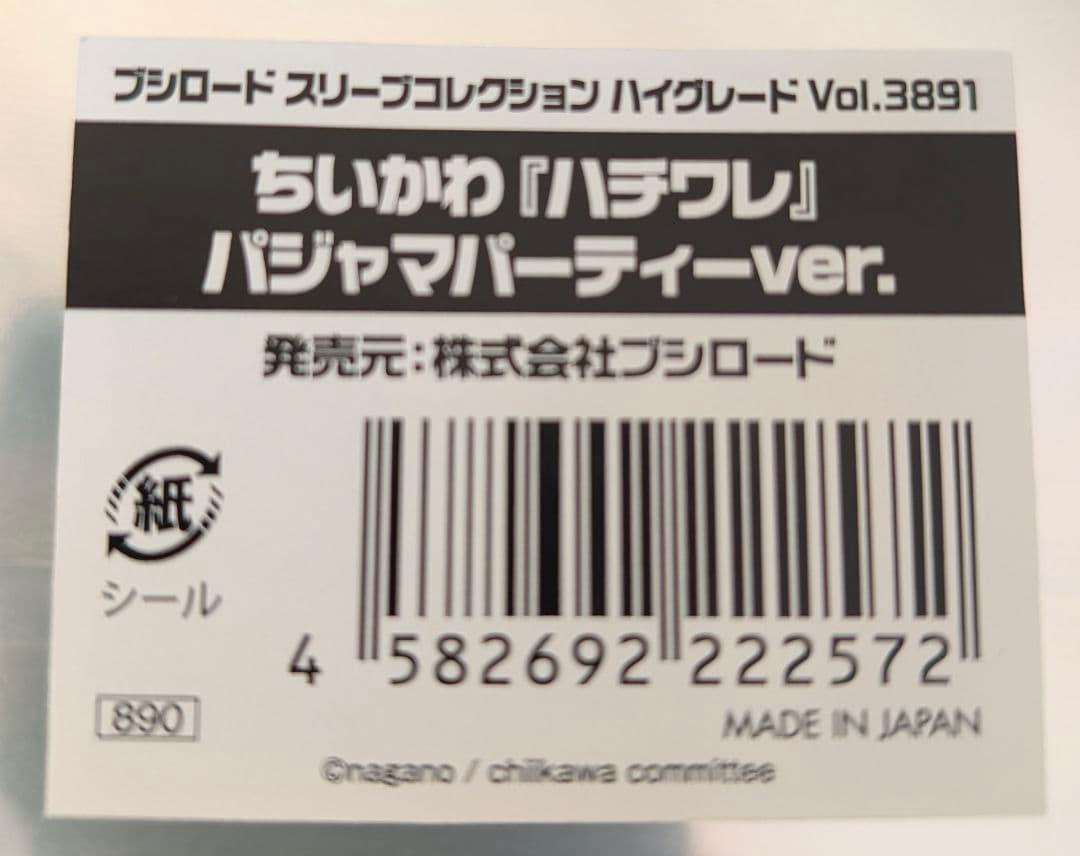 ブシロード スリーブコレクション ハイグレード Vol.3891
ちいかわ『ハチワレ』
パジャマパーティーver.
発売元：株式会社ブシロード
紙
シール
4 582692 222572
890
MADE IN JAPAN
©nagano / chiikawa committee